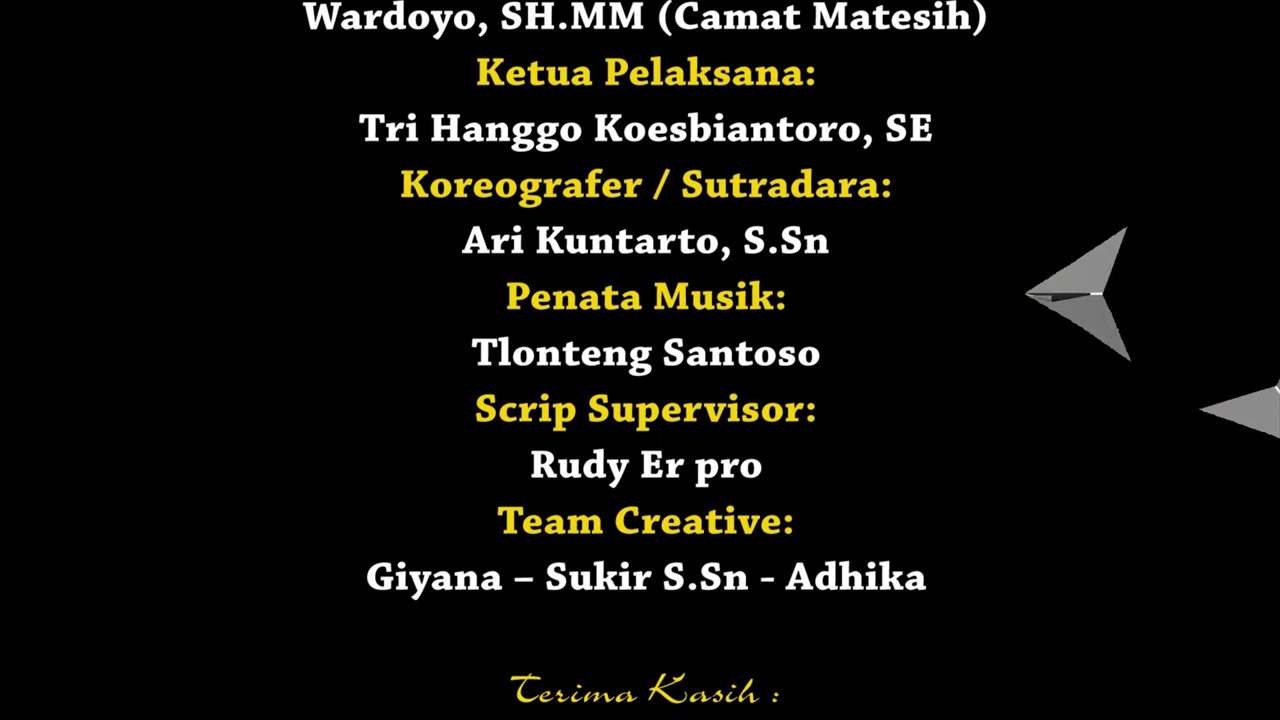 Wardoyo, SH.MM (Camat Matesih)
Ketua Pelaksana:
Tri Hanggo Koesbiantoro, SE
Koreografer / Sutradara:
Ari Kuntarto, S.Sn
Penata Musik:
Tlonteng Santoso
Scrip Supervisor:
Rudy Er pro
Team Creative:
Giyana – Sukir S.Sn - Adhika
Terima Kasih :